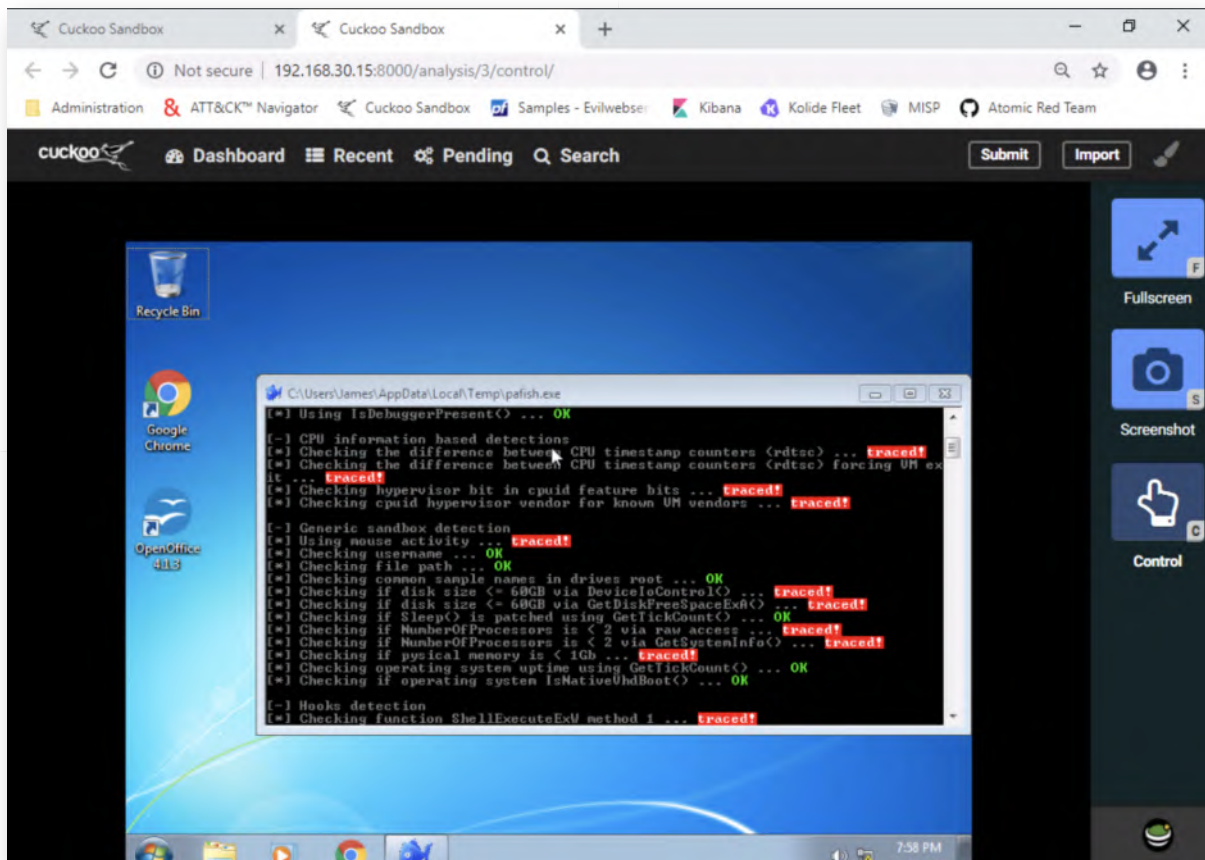 Cuckoo Sandbox
Cuckoo Sandbox
Not secure | 192.168.30.15:8000/analysis/3/control/
Administration ATT&CK™ Navigator Cuckoo Sandbox Samples - Evilwebser Kibana Kolide Fleet MISP Atomic Red Team
cuckoo Dashboard Recent Pending Search Submit Import
Recycle Bin
Google
Chrome
OpenOffice
4.1.3
C:\Users\James\AppData\Local\Temp\pafish.exe
[*] Using IsDebuggerPresent() ... OK
[-] CPU information based detections
[*] Checking the difference between CPU timestamp counters (rdtsc) ... traced!
[*] Checking the difference between CPU timestamp counters (rdtsc) forcing VM ex
it ... traced!
[*] Checking hypervisor bit in cpuid feature bits ... traced!
[*] Checking cpuid hypervisor vendor for known VM vendors ... traced!
[-] Generic sandbox detection
[*] Using mouse activity ... traced!
[*] Checking username ... OK
[*] Checking file path ... OK
[*] Checking common sample names in drives root ... OK
[*] Checking if disk size <= 60GB via DeviceIoControl() ... traced!
[*] Checking if disk size <= 60GB via GetDiskFreeSpaceExA() ... traced!
[*] Checking if Sleep() is patched using GetTickCount() ... OK
[*] Checking if NumberOfProcessors is < 2 via raw access ... traced!
[*] Checking if NumberOfProcessors is < 2 via GetSystemInfo() ... traced!
[*] Checking if pysical memory is < 1Gb ... traced!
[*] Checking operating system uptime using GetTickCount() ... OK
[*] Checking if operating system IsNativeVhdBoot() ... OK
[-] Hooks detection
[*] Checking function ShellExecuteExW method 1 ... traced!
7:58 PM
F
Fullscreen
S
Screenshot
C
Control